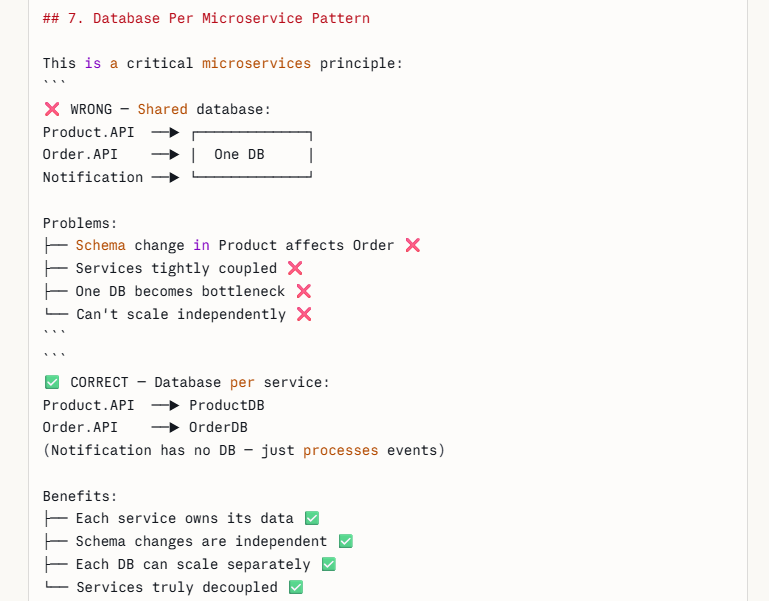 ## 7. Database Per Microservice Pattern

This is a critical microservices principle:
```
❌ WRONG — Shared database:
Product.API  ──▶ ┌─────────────┐
Order.API    ──▶ │  One DB     │
Notification ──▶ └─────────────┘

Problems:
├── Schema change in Product affects Order ❌
├── Services tightly coupled ❌
├── One DB becomes bottleneck ❌
└── Can't scale independently ❌
```
```
✅ CORRECT — Database per service:
Product.API  ──▶ ProductDB
Order.API    ──▶ OrderDB
(Notification has no DB — just processes events)

Benefits:
├── Each service owns its data ✅
├── Schema changes are independent ✅
├── Each DB can scale separately ✅
└── Services truly decoupled ✅